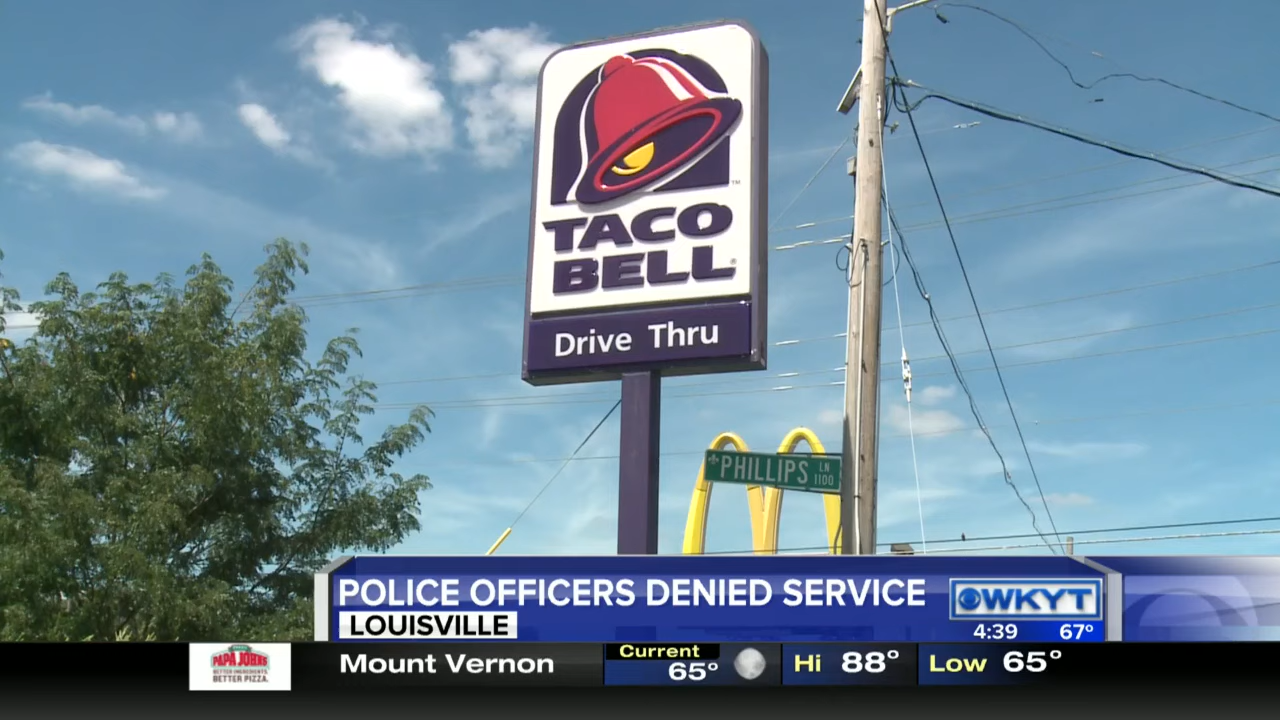 TACO
BELL
Drive Thru
PHILLIPS LN
1100
POLICE OFFICERS DENIED SERVICE
LOUISVILLE
WKYT
4:39 67°
PAPA JOHNS
BETTER INGREDIENTS.
BETTER PIZZA.
Mount Vernon
Current
65°
Hi 88°
Low 65°